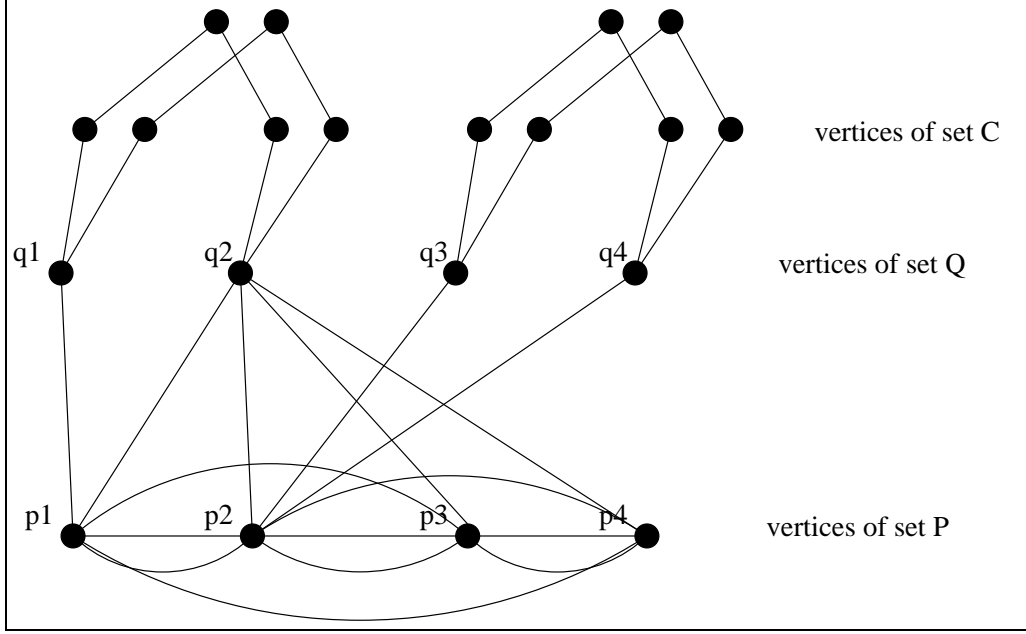 vertices of set C
q1 q2 q3 q4
vertices of set Q
p1 p2 p3 p4
vertices of set P